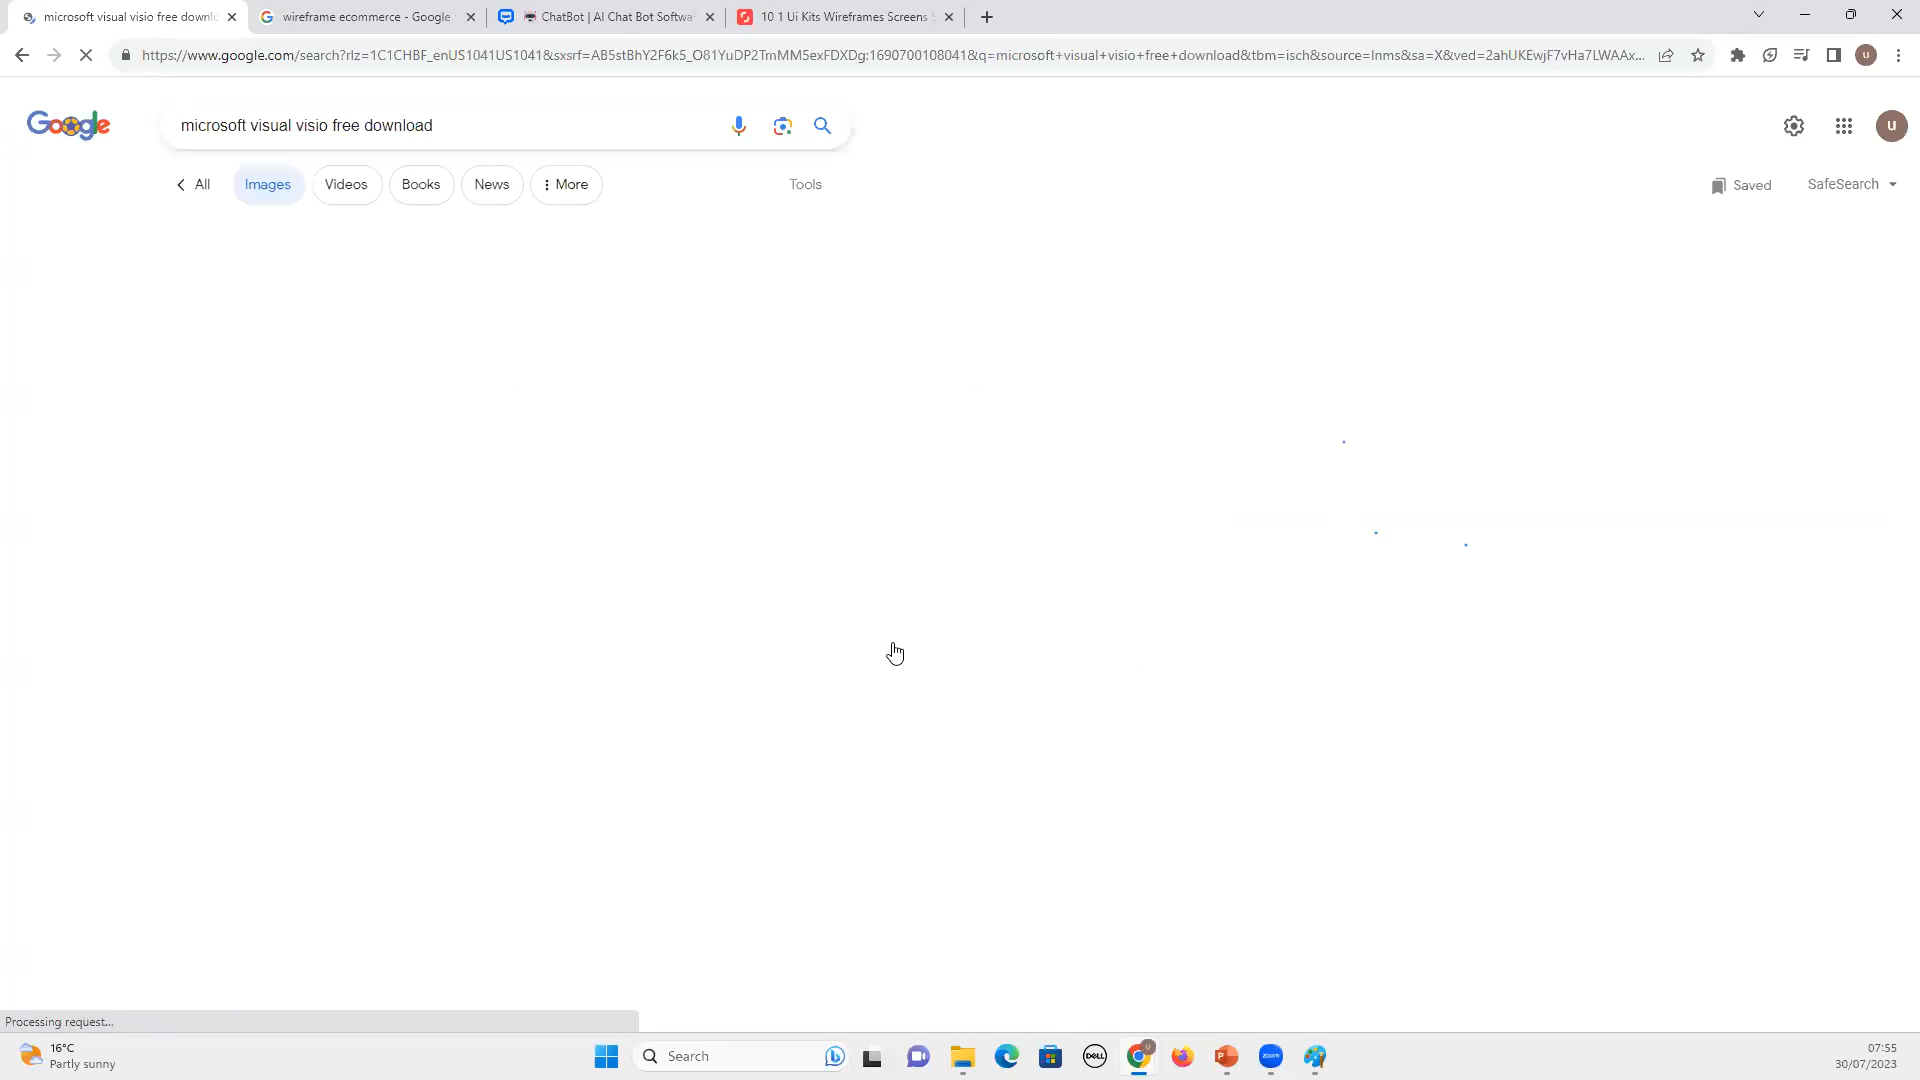 microsoft visual visio free downlo
wireframe ecommerce - Google
ChatBot | AI Chat Bot Softwa
10 1 Ui Kits Wireframes Screens S
https://www.google.com/search?rlz=1C1CHBF_enUS1041US1041&sxsrf=AB5stBhY2F6k5_O81YuDP2TmMM5exFDXDg:1690700108041&q=microsoft+visual+visio+free+download&tbm=isch&source=lnms&sa=X&ved=2ahUKEwjF7vHa7LWAAx...
u
Google
microsoft visual visio free download
u
All
Images
Videos
Books
News
More
Tools
Saved
SafeSearch
Processing request...
16°C
Partly sunny
Search
DELL
zoom
07:55
30/07/2023